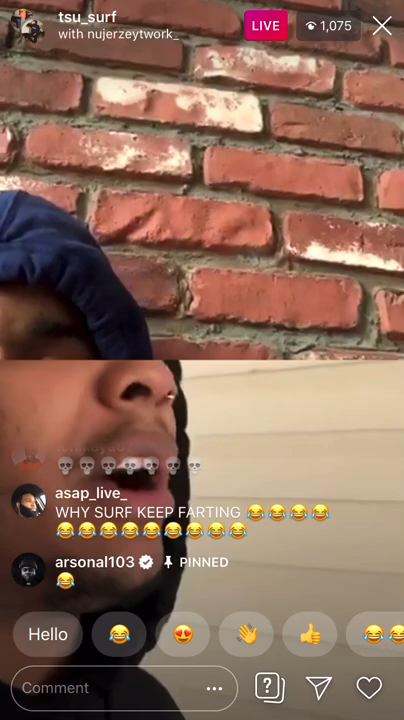 tsu_surf
with nujerzeytwork_
LIVE
1,075
💀💀💀💀💀💀💀
asap_live_
WHY SURF KEEP FARTING 😂😂😂😂
😂😂😂😂😂😂😂😂😂
arsonal103 PINNED
😂
Hello 😂 😍 👋 👍 😂😂
Comment